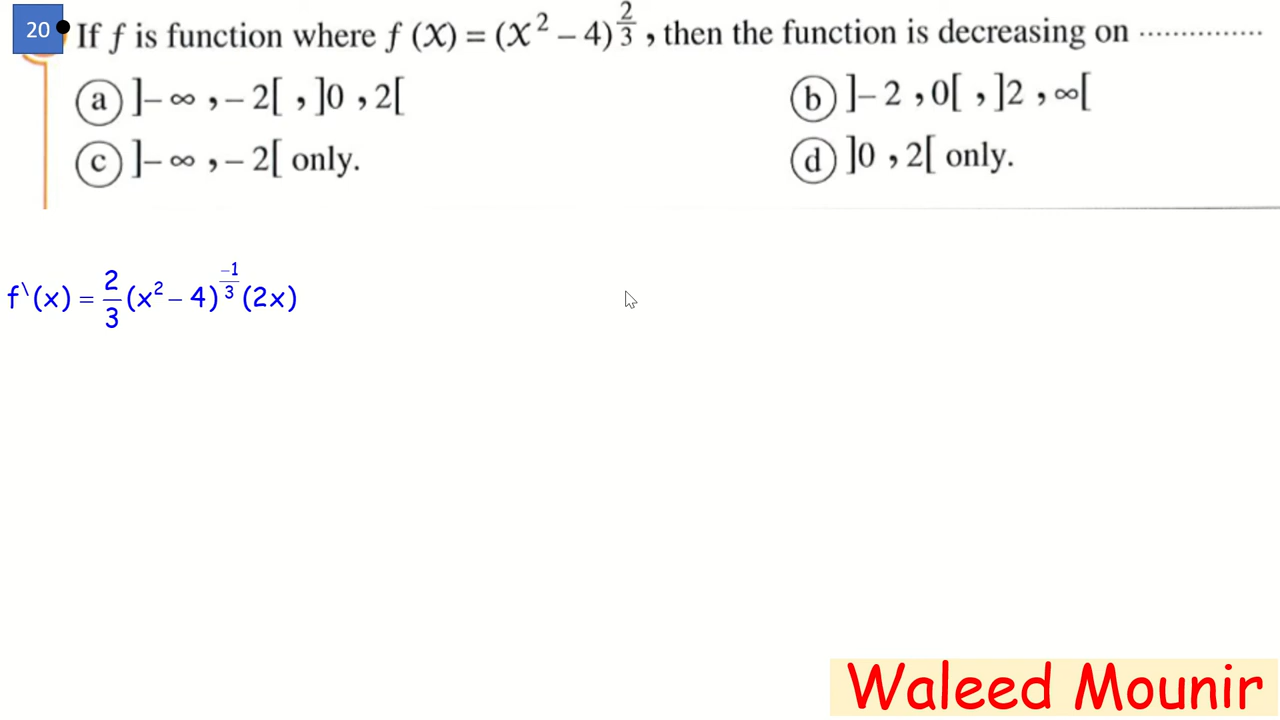 20 If f is function where f (x) = (x² – 4)^(2/3) , then the function is decreasing on ...............
a ]– ∞ , – 2[ , ]0 , 2[
b ]– 2 , 0[ , ]2 , ∞[
c ]– ∞ , – 2[ only.
d ]0 , 2[ only.
f\(x) = 2/3 (x² – 4)^(–1/3) (2x)
Waleed Mounir